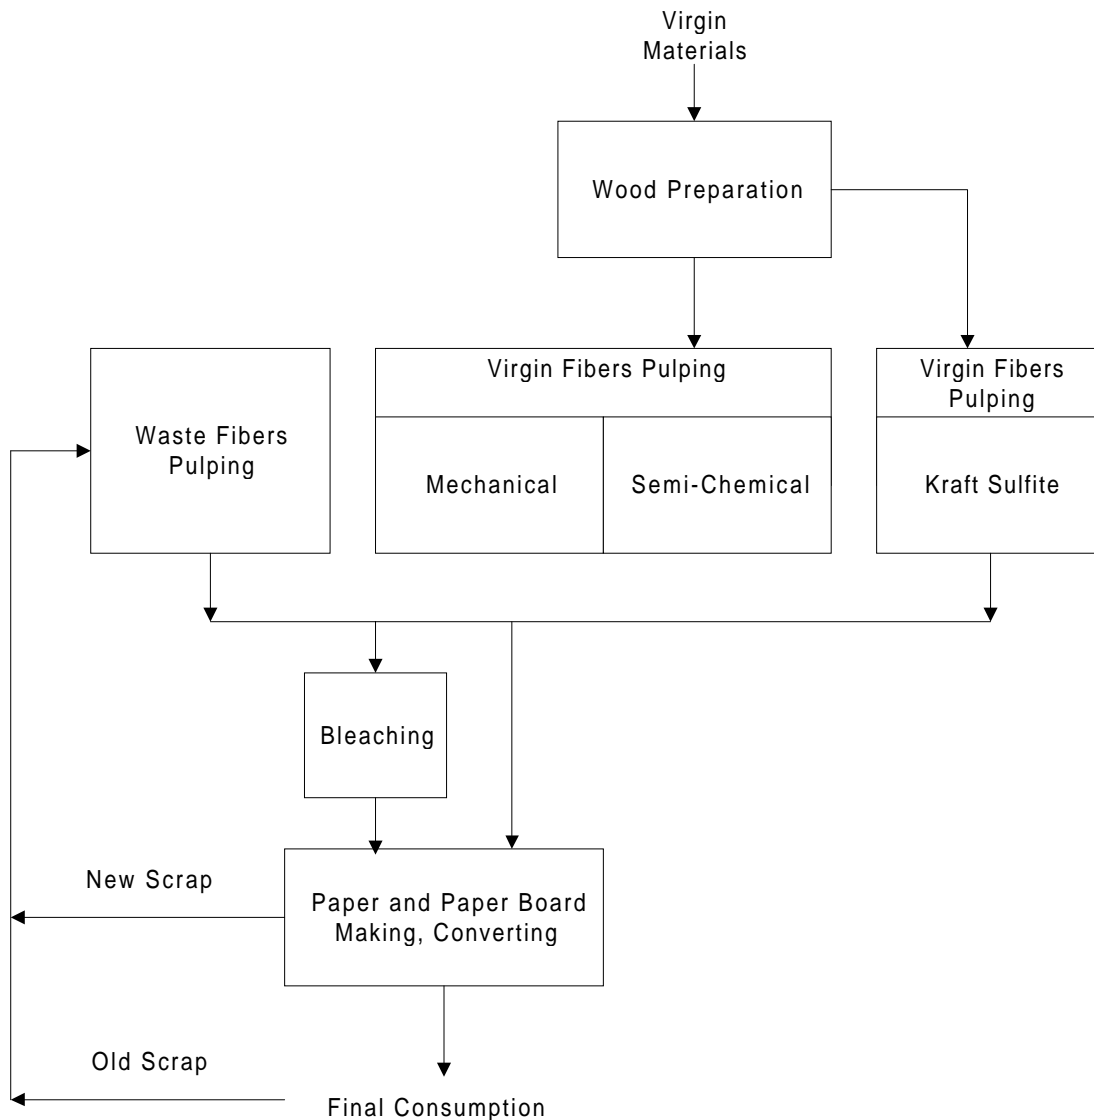 Virgin
Materials
Wood Preparation
Virgin Fibers Pulping
Virgin Fibers
Pulping
Waste Fibers
Pulping
Mechanical
Semi-Chemical
Kraft Sulfite
Bleaching
New Scrap
Paper and Paper Board
Making, Converting
Old Scrap
Final Consumption